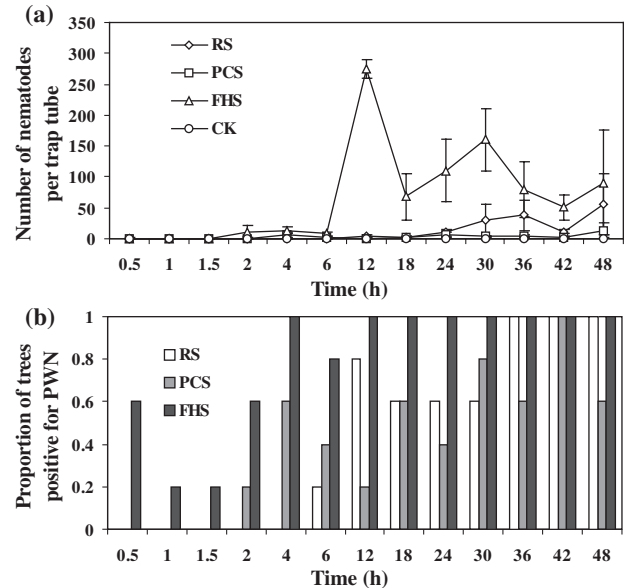 (a)
350
300
250
200
150
100
50
0
Number of nematodes
per trap tube
RS
PCS
FHS
CK
0.5 1 1.5 2 4 6 12 18 24 30 36 42 48
Time (h)
(b)
1
0.8
0.6
0.4
0.2
0
Proportion of trees
positive for PWN
RS
PCS
FHS
0.5 1 1.5 2 4 6 12 18 24 30 36 42 48
Time (h)